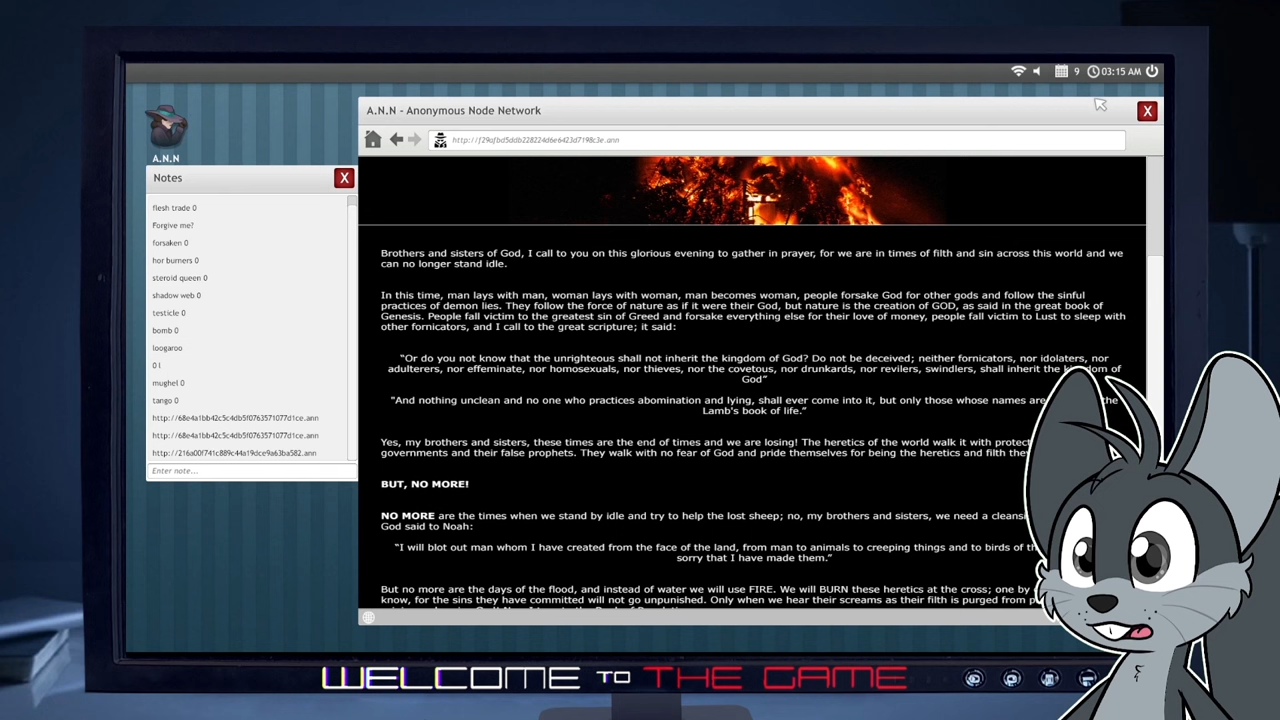 9 03:15 AM
A.N.N
Notes
X
flesh trade 0
Forgive me?
forsaken 0
hor burners 0
steroid queen 0
shadow web 0
testicle 0
bomb 0
loogaroo
0 l
mughel 0
tango 0
http://68e4a1bb42c5c4db5f0763571077d1ce.ann
http://68e4a1bb42c5c4db5f0763571077d1ce.ann
http://216a00f741c889c44a19dce9a63ba582.ann
Enter note...
A.N.N - Anonymous Node Network
X
http://f29afbd5ddb228224d6e6423d7198c3e.ann
Brothers and sisters of God, I call to you on this glorious evening to gather in prayer, for we are in times of filth and sin across this world and we
can no longer stand idle.
In this time, man lays with man, woman lays with woman, man becomes woman, people forsake God for other gods and follow the sinful
practices of demon lies. They follow the force of nature as if it were their God, but nature is the creation of GOD, as said in the great book of
Genesis. People fall victim to the greatest sin of Greed and forsake everything else for their love of money, people fall victim to Lust to sleep with
other fornicators, and I call to the great scripture; it said:
“Or do you not know that the unrighteous shall not inherit the kingdom of God? Do not be deceived; neither fornicators, nor idolaters, nor
adulterers, nor effeminate, nor homosexuals, nor thieves, nor the covetous, nor drunkards, nor revilers, swindlers, shall inherit the kingdom of
God”
"And nothing unclean and no one who practices abomination and lying, shall ever come into it, but only those whose names are the
Lamb's book of life.”
Yes, my brothers and sisters, these times are the end of times and we are losing! The heretics of the world walk it with
governments and their false prophets. They walk with no fear of God and pride themselves for being the heretics and filth
BUT, NO MORE!
NO MORE are the times when we stand by idle and try to help the lost sheep; no, my brothers and sisters, we need a
God said to Noah:
“I will blot out man whom I have created from the face of the land, from man to animals to creeping things and to birds of
sorry that I have made them.”
But no more are the days of the flood, and instead of water we will use FIRE. We will BURN these heretics at the cross; one by
know, for the sins they have committed will not go unpunished. Only when we hear their screams as their filth is purged from
WELCOME TO THE GAME